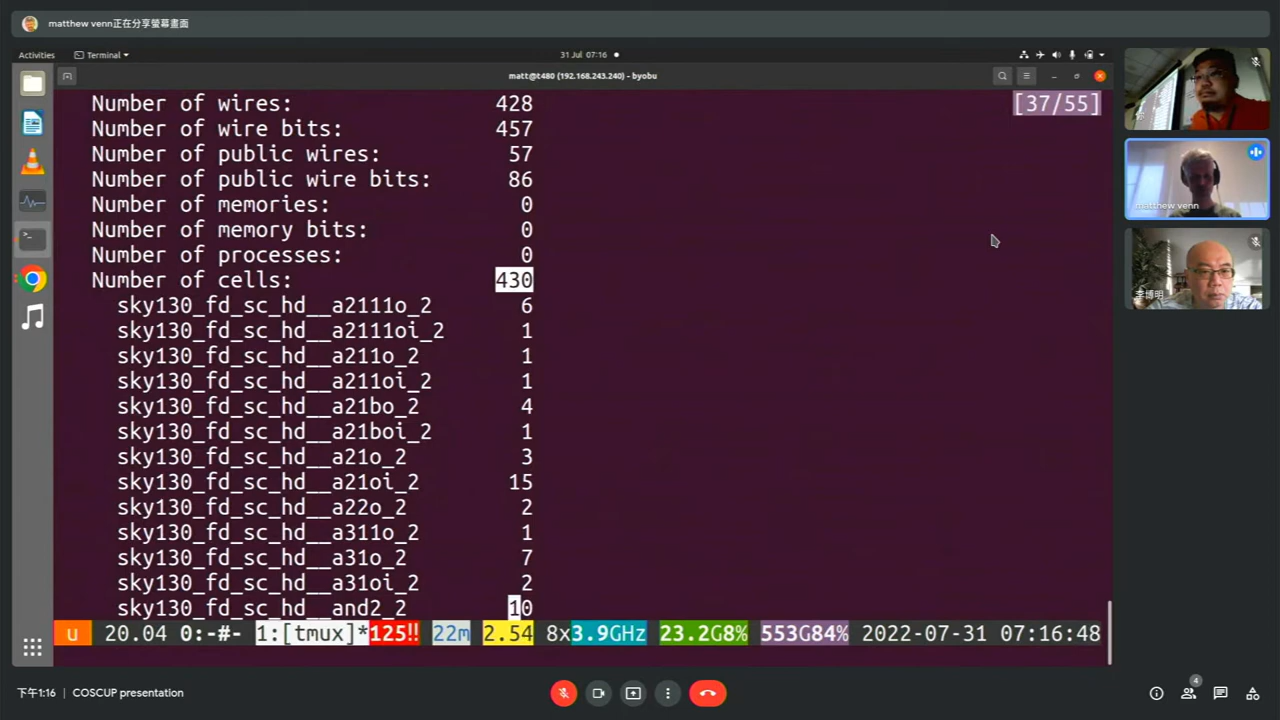 matthew venn正在分享螢幕畫面
Activities
Terminal
31 Jul 07:16
matt@t480 (192.168.243.240) - byobu
Number of wires: 428
[37/55]
Number of wire bits: 457
Number of public wires: 57
Number of public wire bits: 86
Number of memories: 0
Number of memory bits: 0
Number of processes: 0
Number of cells: 430
sky130_fd_sc_hd__a2111o_2 6
sky130_fd_sc_hd__a2111oi_2 1
sky130_fd_sc_hd__a211o_2 1
sky130_fd_sc_hd__a211oi_2 1
sky130_fd_sc_hd__a21bo_2 4
sky130_fd_sc_hd__a21boi_2 1
sky130_fd_sc_hd__a21o_2 3
sky130_fd_sc_hd__a21oi_2 15
sky130_fd_sc_hd__a22o_2 2
sky130_fd_sc_hd__a311o_2 1
sky130_fd_sc_hd__a31o_2 7
sky130_fd_sc_hd__a31oi_2 2
sky130_fd_sc_hd__and2_2 10
u 20.04 0:-#- 1:[tmux]*125!! 22m 2.54 8x3.9GHz 23.2G8% 553G84% 2022-07-31 07:16:48
你
matthew venn
李博明
下午1:16 | COSCUP presentation
4